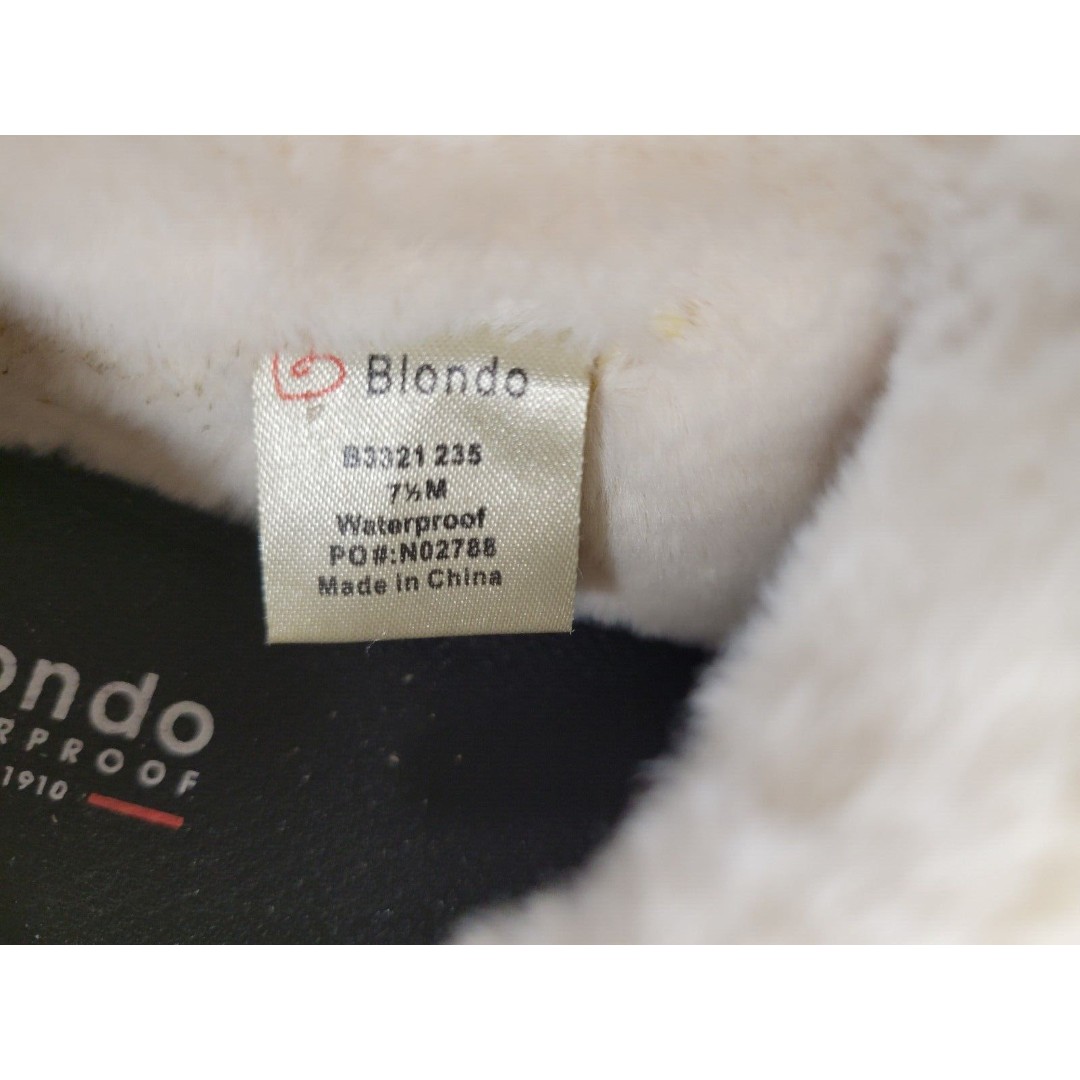 Blondo
B3321 235
7½M
Waterproof
PO#:N02788
Made in China
ondo
RPROOF
1910